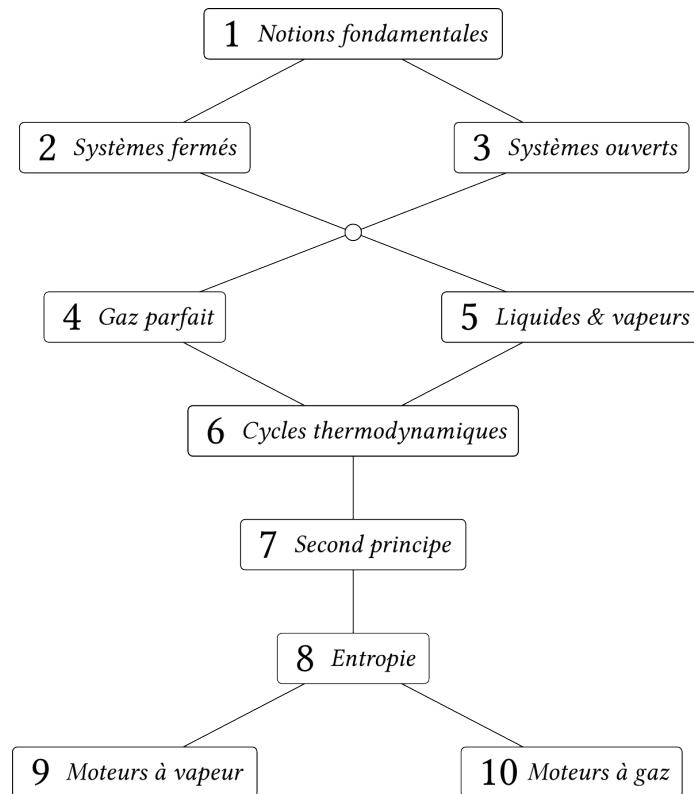 1 Notions fondamentales
2 Systèmes fermés
3 Systèmes ouverts
4 Gaz parfait
5 Liquides & vapeurs
6 Cycles thermodynamiques
7 Second principe
8 Entropie
9 Moteurs à vapeur
10 Moteurs à gaz